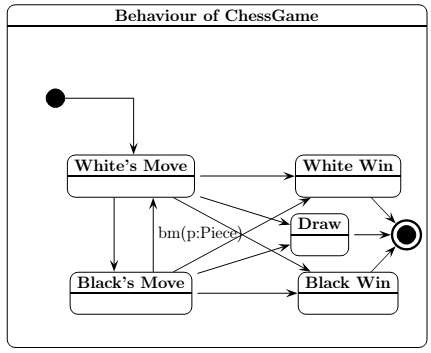 Behaviour of ChessGame
White's Move
White Win
Draw
bm(p:Piece)
Black's Move
Black Win